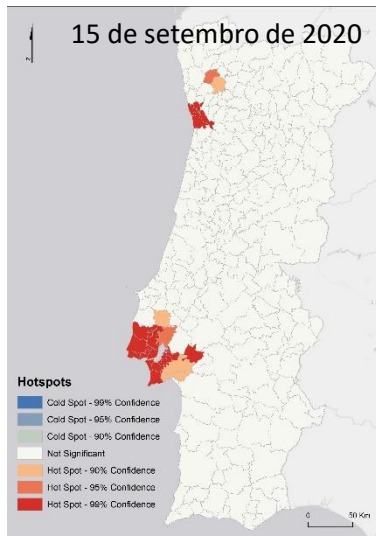 15 de setembro de 2020
Hotspots
Cold Spot - 99% Confidence
Cold Spot - 95% Confidence
Cold Spot - 90% Confidence
Not Significant
Hot Spot - 90% Confidence
Hot Spot - 95% Confidence
Hot Spot - 99% Confidence
0 50 Km